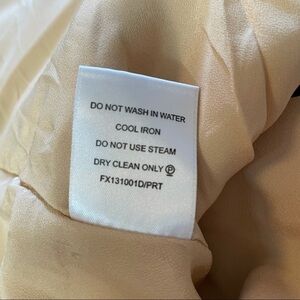 DO NOT WASH IN WATER
COOL IRON
DO NOT USE STEAM
DRY CLEAN ONLY Ⓟ
FX131001D/PRT